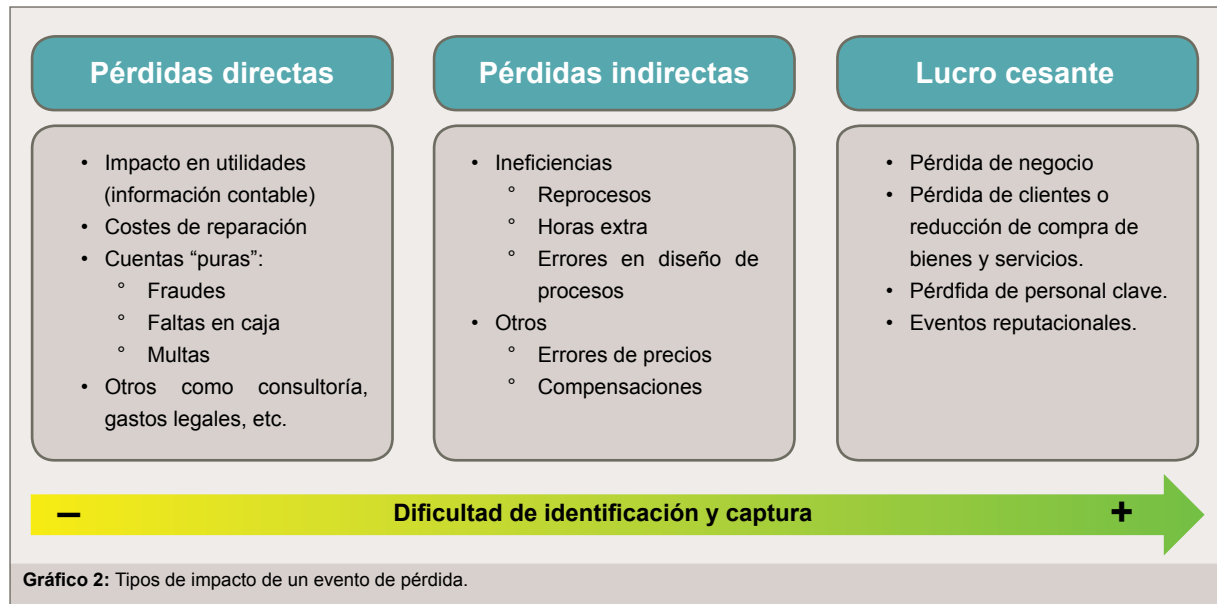 Pérdidas directas
• Impacto en utilidades
(información contable)
• Costes de reparación
• Cuentas “puras”:
° Fraudes
° Faltas en caja
° Multas
• Otros como consultoría,
gastos legales, etc.
Pérdidas indirectas
• Ineficiencias
° Reprocesos
° Horas extra
° Errores en diseño de
procesos
• Otros
° Errores de precios
° Compensaciones
Lucro cesante
• Pérdida de negocio
• Pérdida de clientes o
reducción de compra de
bienes y servicios.
• Pérdfida de personal clave.
• Eventos reputacionales.
– Dificultad de identificación y captura +
Gráfico 2: Tipos de impacto de un evento de pérdida.